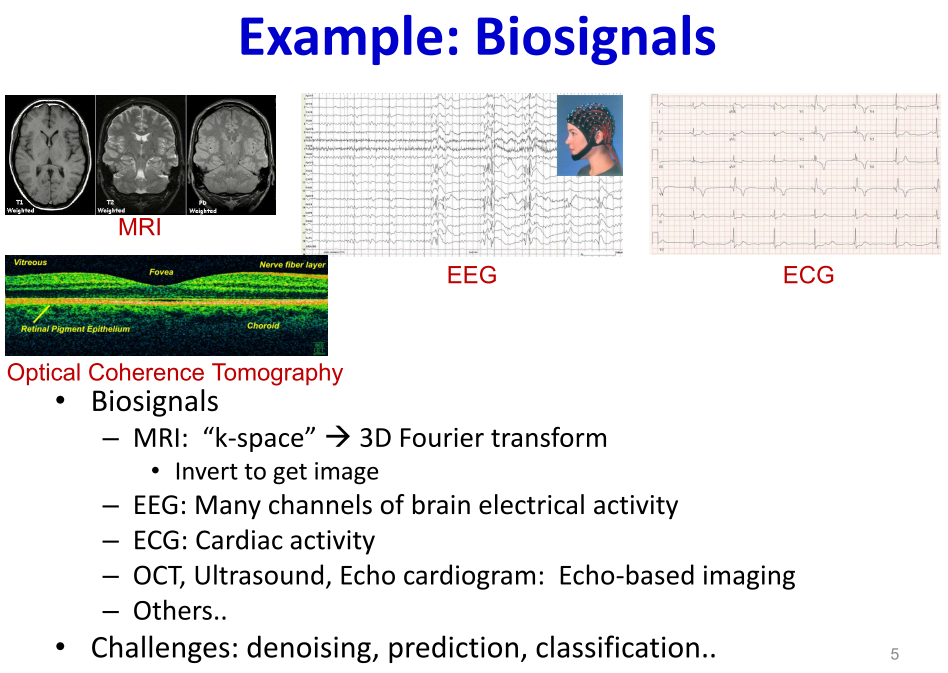 Example: Biosignals
T1
Weighted
T2
Weighted
PD
Weighted
MRI
EEG
ECG
Vitreous
Fovea
Nerve fiber layer
Retinal Pigment Epithelium
Choroid
Optical Coherence Tomography
• Biosignals
– MRI: “k-space” → 3D Fourier transform
• Invert to get image
– EEG: Many channels of brain electrical activity
– ECG: Cardiac activity
– OCT, Ultrasound, Echo cardiogram: Echo-based imaging
– Others..
• Challenges: denoising, prediction, classification..
5